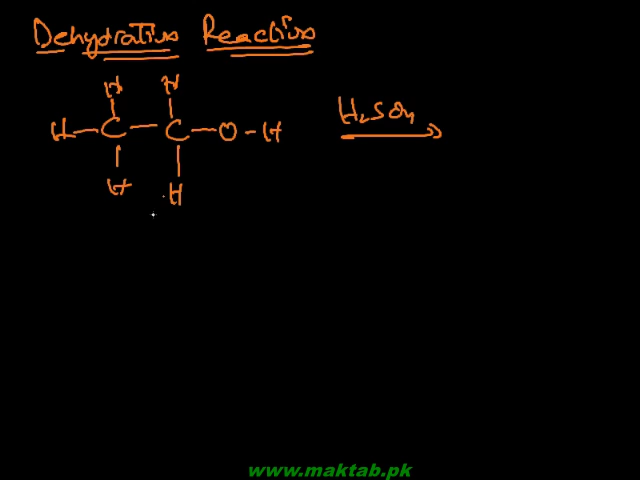 Dehydration Reaction
H H
H-C-C-O-H H₂SO₄
H H
www.maktab.pk